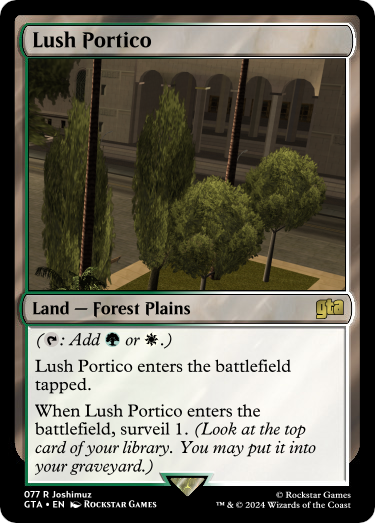 Lush Portico
Land — Forest Plains
gta
(: Add or .)
Lush Portico enters the battlefield
tapped.
When Lush Portico enters the
battlefield, surveil 1. (Look at the top
card of your library. You may put it into
your graveyard.)
077 R Joshimuz
GTA • EN Rockstar Games
© Rockstar Games
™ & © 2024 Wizards of the Coast